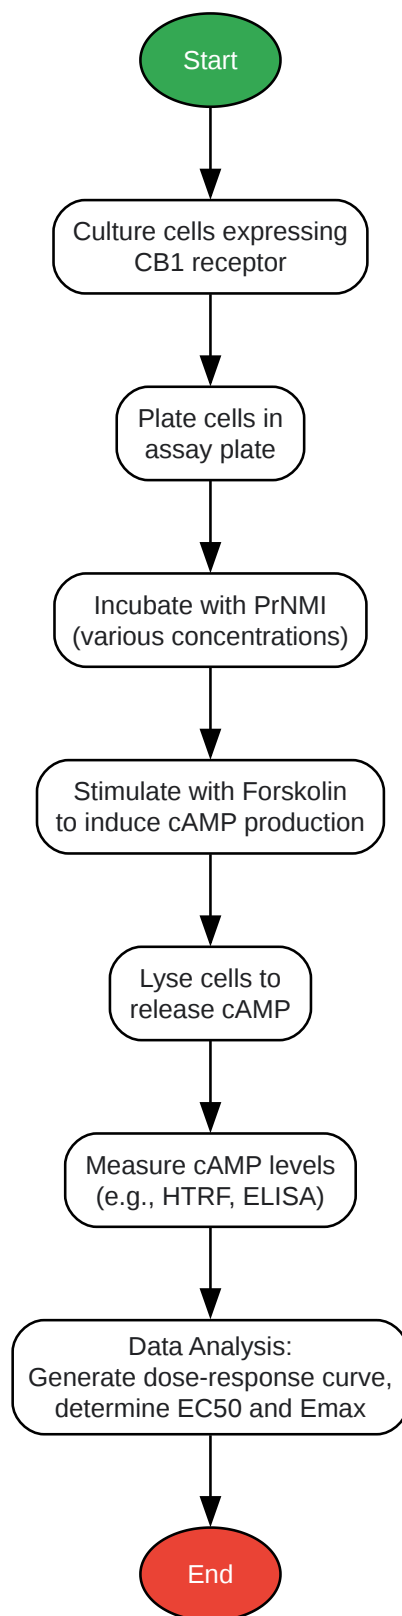 Start
Culture cells expressing
CB1 receptor
Plate cells in
assay plate
Incubate with PrNMI
(various concentrations)
Stimulate with Forskolin
to induce cAMP production
Lyse cells to
release cAMP
Measure cAMP levels
(e.g., HTRF, ELISA)
Data Analysis:
Generate dose-response curve,
determine EC50 and Emax
End